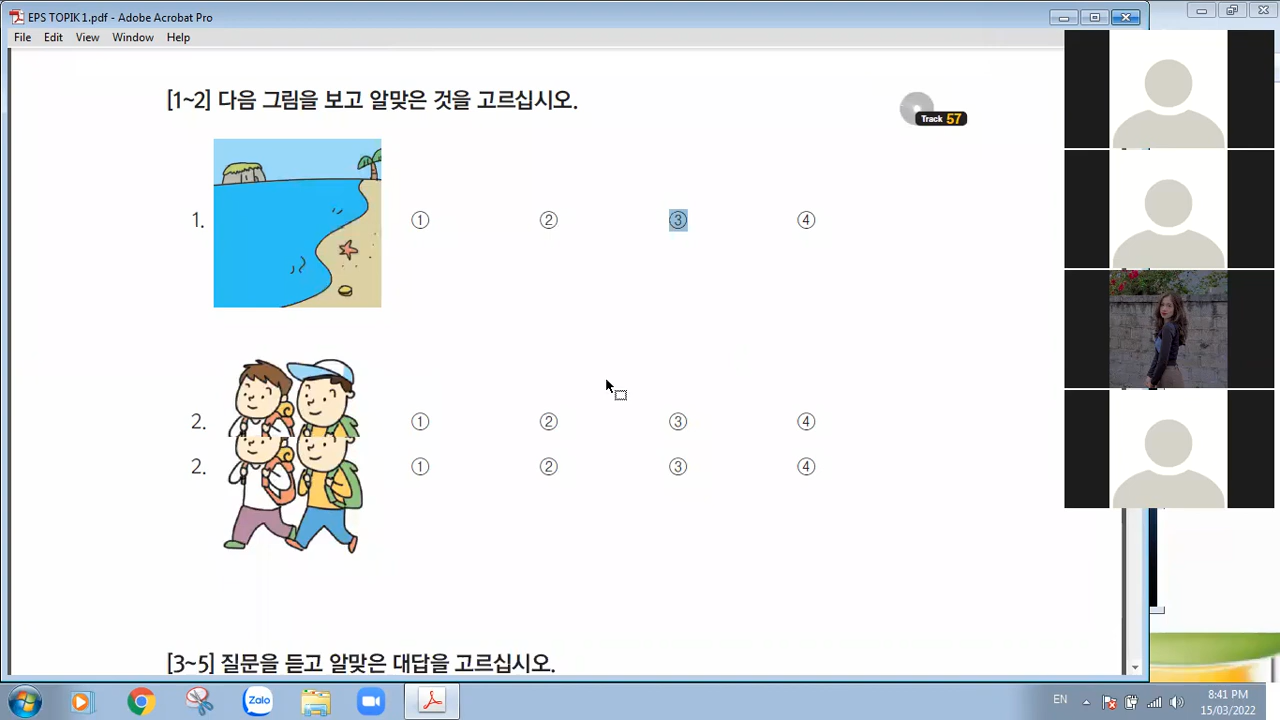 EPS TOPIK 1.pdf - Adobe Acrobat Pro
File Edit View Window Help
[1~2] 다음 그림을 보고 알맞은 것을 고르십시오.
Track 57
1. ① ② ③ ④
2. ① ② ③ ④
2. ① ② ③ ④
[3~5] 질문을 듣고 알맞은 대답을 고르십시오.
Zalo
EN
8:41 PM
15/03/2022